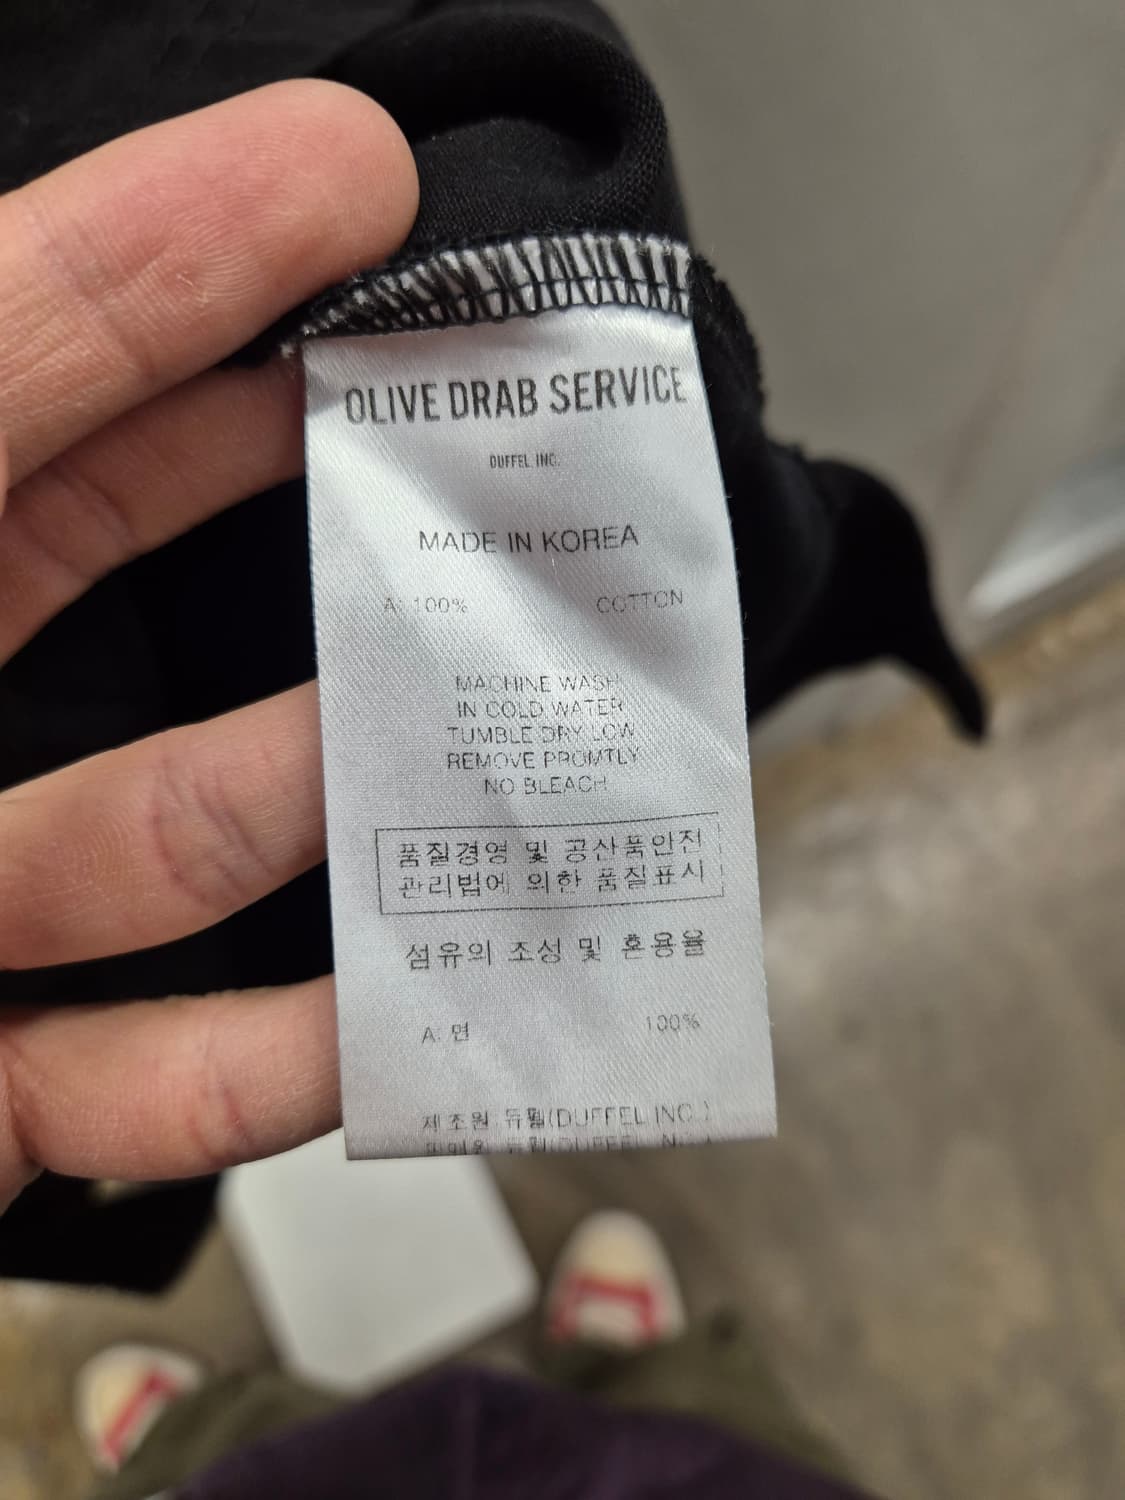 OLIVE DRAB SERVICE
DUFFEL INC.
MADE IN KOREA
A: 100% COTTON
MACHINE WASH
IN COLD WATER
TUMBLE DRY LOW
REMOVE PROMTLY
NO BLEACH
품질경영 및 공산품안전
관리법에 의한 품질표시
섬유의 조성 및 혼용율
A: 면 100%
제조원 듀펠(DUFFEL INC.)